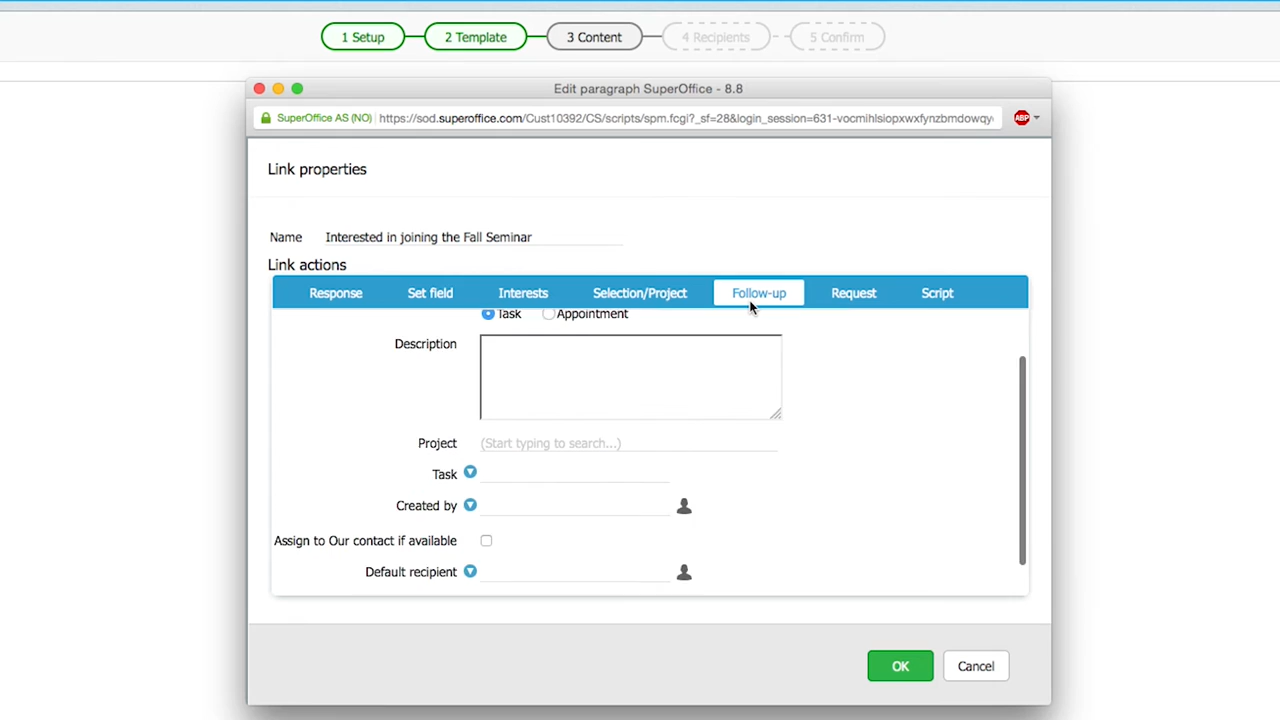 1 Setup
2 Template
3 Content
4 Recipients
5 Confirm
Edit paragraph SuperOffice - 8.8
SuperOffice AS (NO)
https://sod.superoffice.com/Cust10392/CS/scripts/spm.fcgi?_sf=28&login_session=631-vocmihlsiopxwxfynzbmdowqy
ABP
Link properties
Name Interested in joining the Fall Seminar
Link actions
Response Set field Interests Selection/Project Follow-up Request Script
Task Appointment
Description
Project (Start typing to search...)
Task
Created by
Assign to Our contact if available
Default recipient
OK Cancel